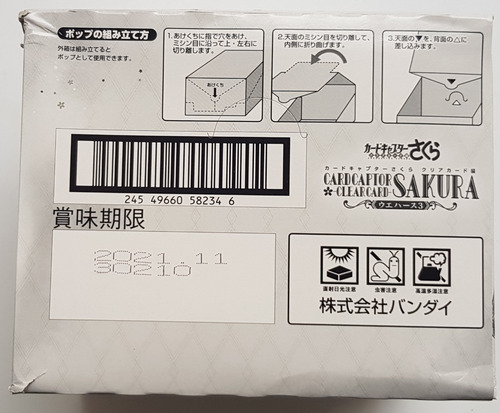 ポップの組み立て方
外箱は組み立てると
ポップとして使用できます。
1.あけくちに指で穴をあけ、
ミシン目に沿って上・左右に
切り離します。
あけくち
2.天面のミシン目を切り離して、
内側に折り曲げます。
3.天面の▼を、背面の△に
差し込みます。
245 49660 58234 6
カードキャプターさくら
カードキャプターさくら クリアカード編
CARDCAPTOR SAKURA
CLEAR CARD
ウエハース3
賞味期限
2021.11
30210
直射日光注意
虫害注意
高温多湿注意
株式会社バンダイ